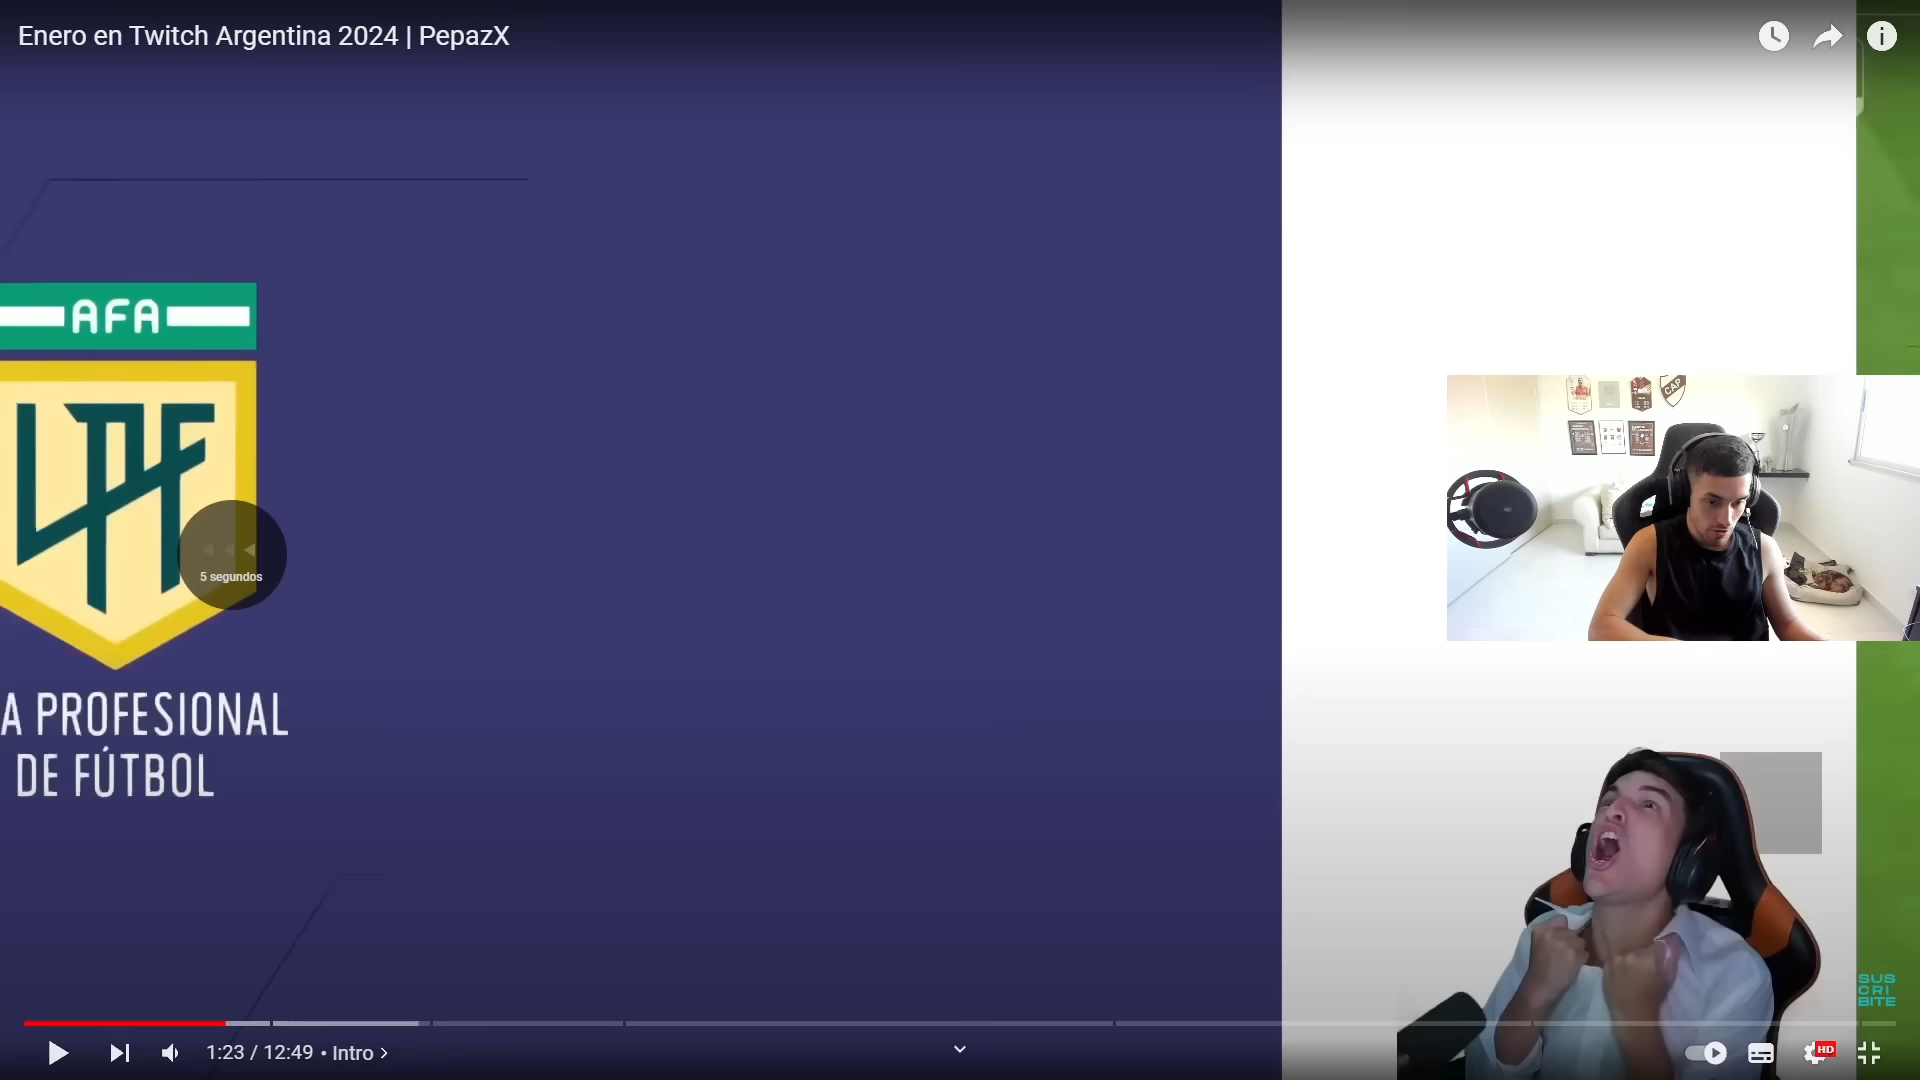 Enero en Twitch Argentina 2024 | PepazX
AFA
LPF
A PROFESIONAL
DE FÚTBOL
5 segundos
CAP
SUS
CRI
BITE
1:23 / 12:49 • Intro
HD